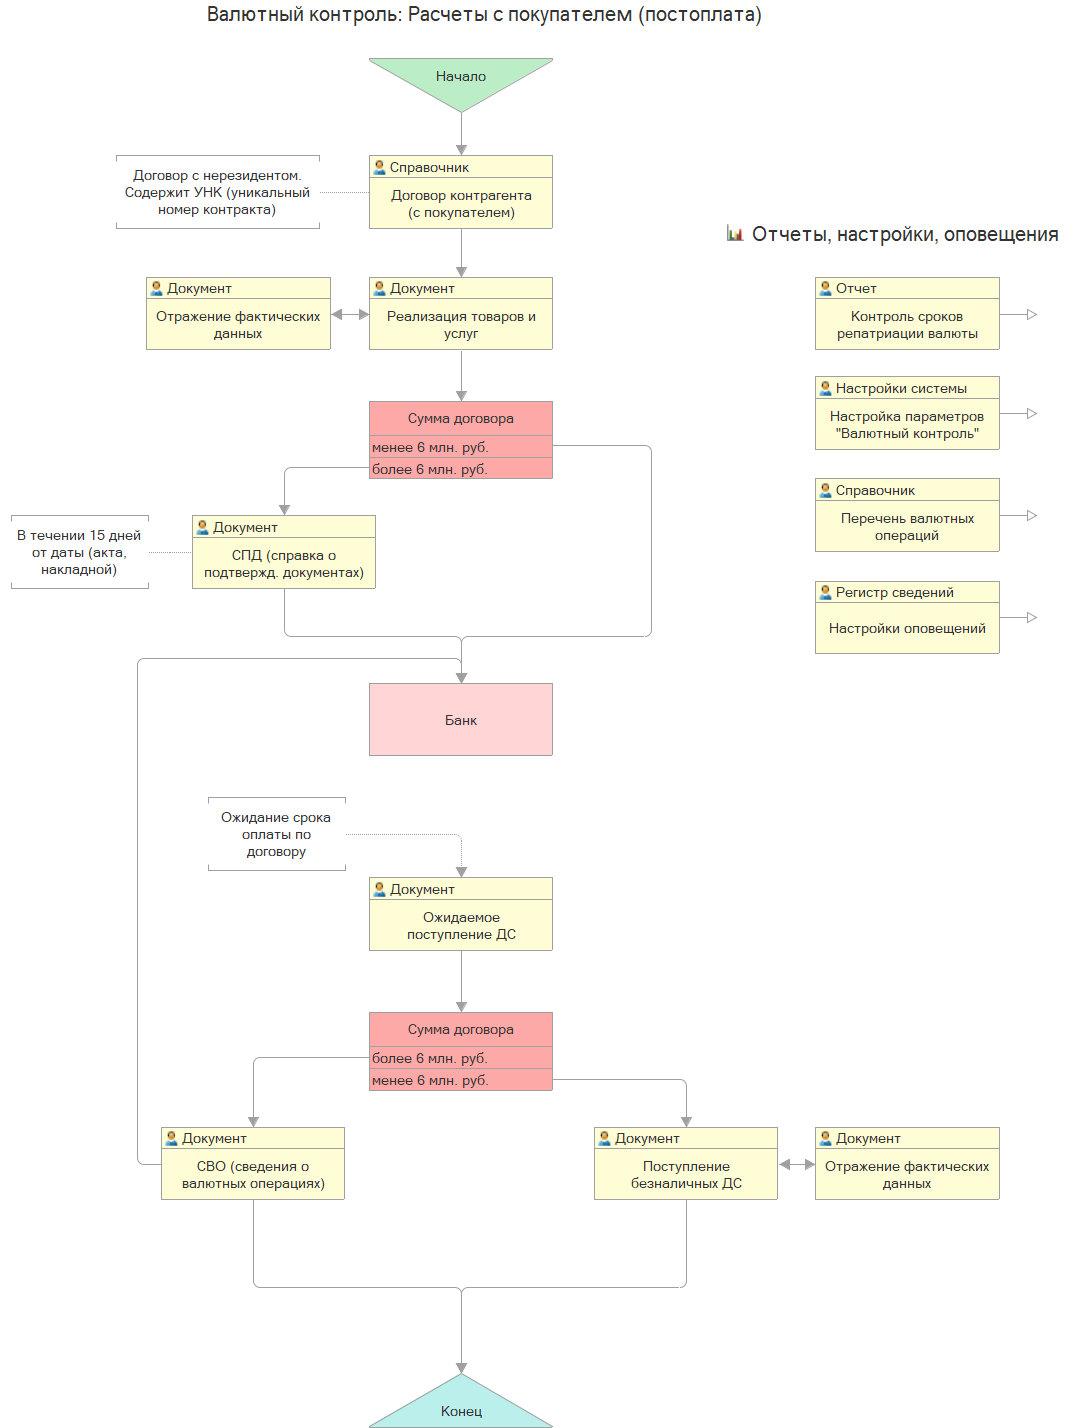 Валютный контроль: Расчеты с покупателем (постоплата)
Начало
Договор с нерезидентом.
Содержит УНК (уникальный
номер контракта)
Справочник
Договор контрагента
(с покупателем)
Отчеты, настройки, оповещения
Документ
Отражение фактических
данных
Документ
Реализация товаров и
услуг
Отчет
Контроль сроков
репатриации валюты
Сумма договора
менее 6 млн. руб.
более 6 млн. руб.
Настройки системы
Настройка параметров
"Валютный контроль"
В течении 15 дней
от даты (акта,
накладной)
Документ
СПД (справка о
подтвержд. документах)
Справочник
Перечень валютных
операций
Регистр сведений
Настройки оповещений
Банк
Ожидание срока
оплаты по
договору
Документ
Ожидаемое
поступление ДС
Сумма договора
более 6 млн. руб.
менее 6 млн. руб.
Документ
СВО (сведения о
валютных операциях)
Документ
Поступление
безналичных ДС
Документ
Отражение фактических
данных
Конец